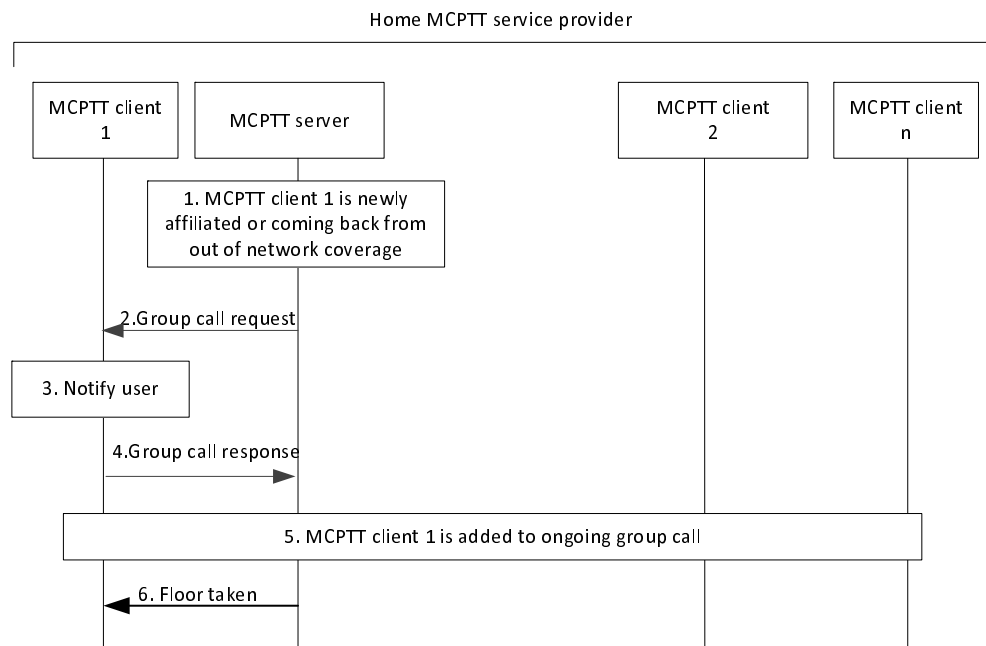 Home MCPTT service provider
MCPTT client
1
MCPTT server
MCPTT client
2
MCPTT client
n
1. MCPTT client 1 is newly
affiliated or coming back from
out of network coverage
2.Group call request
3. Notify user
4.Group call response
5. MCPTT client 1 is added to ongoing group call
6. Floor taken